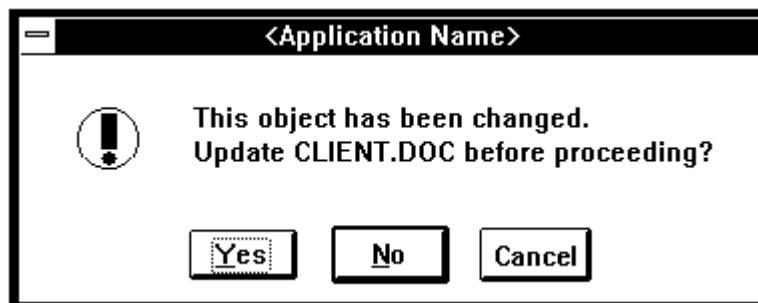 <Application Name>
This object has been changed.
Update CLIENT.DOC before proceeding?
Yes No Cancel